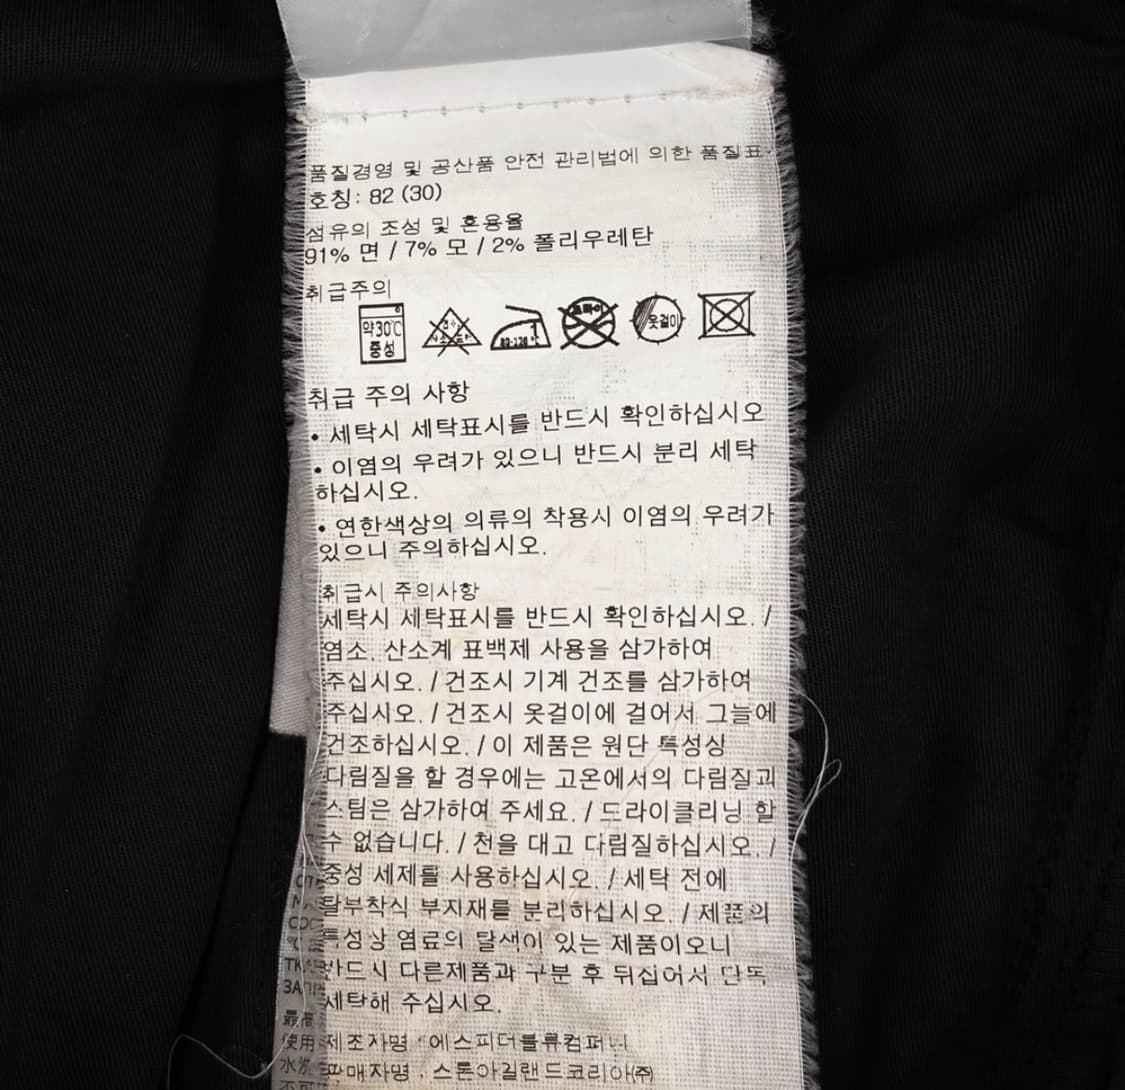 품질경영 및 공산품 안전 관리법에 의한 품질표
호칭: 82 (30)
섬유의 조성 및 혼용율
91% 면 / 7% 모 / 2% 폴리우레탄
취급주의
약30℃
중성
80-120℃
옷걸이
취급 주의 사항
• 세탁시 세탁표시를 반드시 확인하십시오
• 이염의 우려가 있으니 반드시 분리 세탁
하십시오.
• 연한색상의 의류의 착용시 이염의 우려가
있으니 주의하십시오.
취급시 주의사항
세탁시 세탁표시를 반드시 확인하십시오. /
염소, 산소계 표백제 사용을 삼가하여
주십시오. / 건조시 기계 건조를 삼가하여
주십시오. / 건조시 옷걸이에 걸어서 그늘에
건조하십시오. / 이 제품은 원단 특성상
다림질을 할 경우에는 고온에서의 다림질과
스팀은 삼가하여 주세요. / 드라이클리닝 할
수 없습니다. / 천을 대고 다림질하십시오. /
중성 세제를 사용하십시오. / 세탁 전에
탈부착식 부자재를 분리하십시오. / 제품의
특성상 염료의 탈색이 있는 제품이오니
반드시 다른제품과 구분 후 뒤집어서 단독
세탁해 주십시오.
제조자명 : 에스피더블류컴퍼니
판매자명 : 스톤아일랜드코리아(주)
最高
使用
水洗
不可